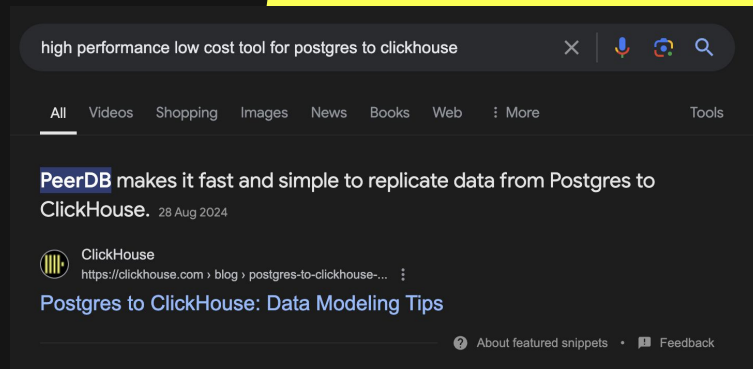 high performance low cost tool for postgres to clickhouse
All Videos Shopping Images News Books Web More Tools
PeerDB makes it fast and simple to replicate data from Postgres to
ClickHouse. 28 Aug 2024
ClickHouse
https://clickhouse.com › blog › postgres-to-clickhouse-...
Postgres to ClickHouse: Data Modeling Tips
About featured snippets • Feedback